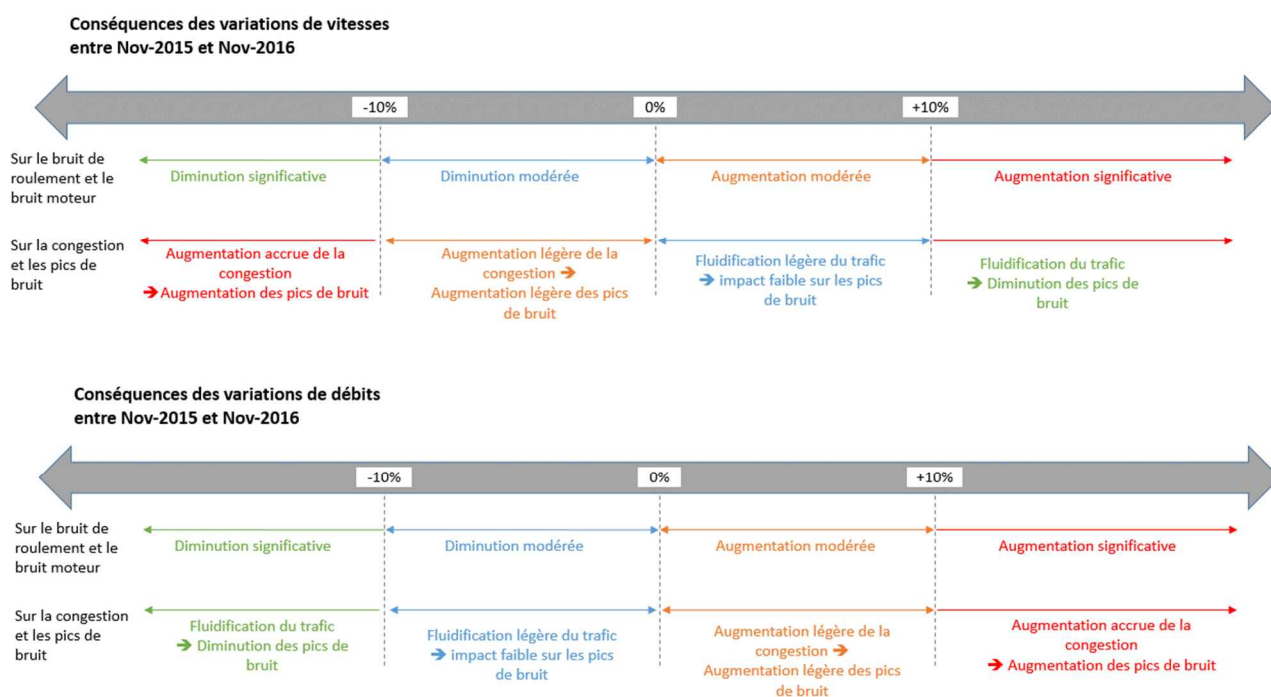 Conséquences des variations de vitesses
entre Nov-2015 et Nov-2016
-10%
0%
+10%
Sur le bruit de
roulement et le
bruit moteur
Diminution significative
Diminution modérée
Augmentation modérée
Augmentation significative
Sur la congestion
et les pics de
bruit
Augmentation accrue de la
congestion
➔ Augmentation des pics de bruit
Augmentation légère de la
congestion ➔
Augmentation légère des pics
de bruit
Fluidification légère du trafic
➔ impact faible sur les pics
de bruit
Fluidification du trafic
➔ Diminution des pics de
bruit
Conséquences des variations de débits
entre Nov-2015 et Nov-2016
-10%
0%
+10%
Sur le bruit de
roulement et le
bruit moteur
Diminution significative
Diminution modérée
Augmentation modérée
Augmentation significative
Sur la congestion
et les pics de
bruit
Fluidification du trafic
➔ Diminution des pics de
bruit
Fluidification légère du trafic
➔ impact faible sur les pics
de bruit
Augmentation légère de la
congestion ➔
Augmentation légère des pics
de bruit
Augmentation accrue de la
congestion
➔ Augmentation des pics de bruit